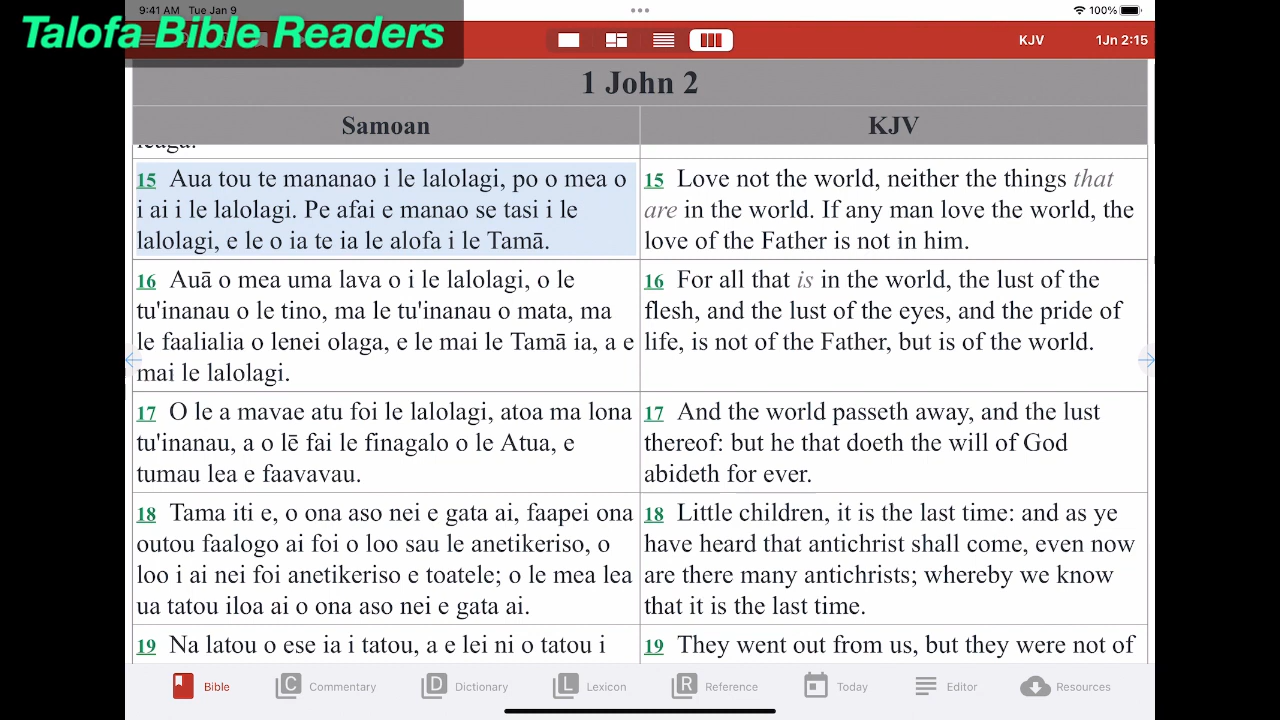 9:41 AM Tue Jan 9
100%
Talofa Bible Readers
KJV
1Jn 2:15
1 John 2
Samoan
KJV
15 Aua tou te mananao i le lalolagi, po o mea o
i ai i le lalolagi. Pe afai e manao se tasi i le
lalolagi, e le o ia te ia le alofa i le Tamā.
15 Love not the world, neither the things that
are in the world. If any man love the world, the
love of the Father is not in him.
16 Auā o mea uma lava o i le lalolagi, o le
tu'inanau o le tino, ma le tu'inanau o mata, ma
le faalialia o lenei olaga, e le mai le Tamā ia, a e
mai le lalolagi.
16 For all that is in the world, the lust of the
flesh, and the lust of the eyes, and the pride of
life, is not of the Father, but is of the world.
17 O le a mavae atu foi le lalolagi, atoa ma lona
tu'inanau, a o lē fai le finagalo o le Atua, e
tumau lea e faavavau.
17 And the world passeth away, and the lust
thereof: but he that doeth the will of God
abideth for ever.
18 Tama iti e, o ona aso nei e gata ai, faapei ona
outou faalogo ai foi o loo sau le anetikeriso, o
loo i ai nei foi anetikeriso e toatele; o le mea lea
ua tatou iloa ai o ona aso nei e gata ai.
18 Little children, it is the last time: and as ye
have heard that antichrist shall come, even now
are there many antichrists; whereby we know
that it is the last time.
19 Na latou o ese ia i tatou, a e lei ni o tatou i
19 They went out from us, but they were not of
Bible
C Commentary
D Dictionary
L Lexicon
R Reference
Today
Editor
Resources